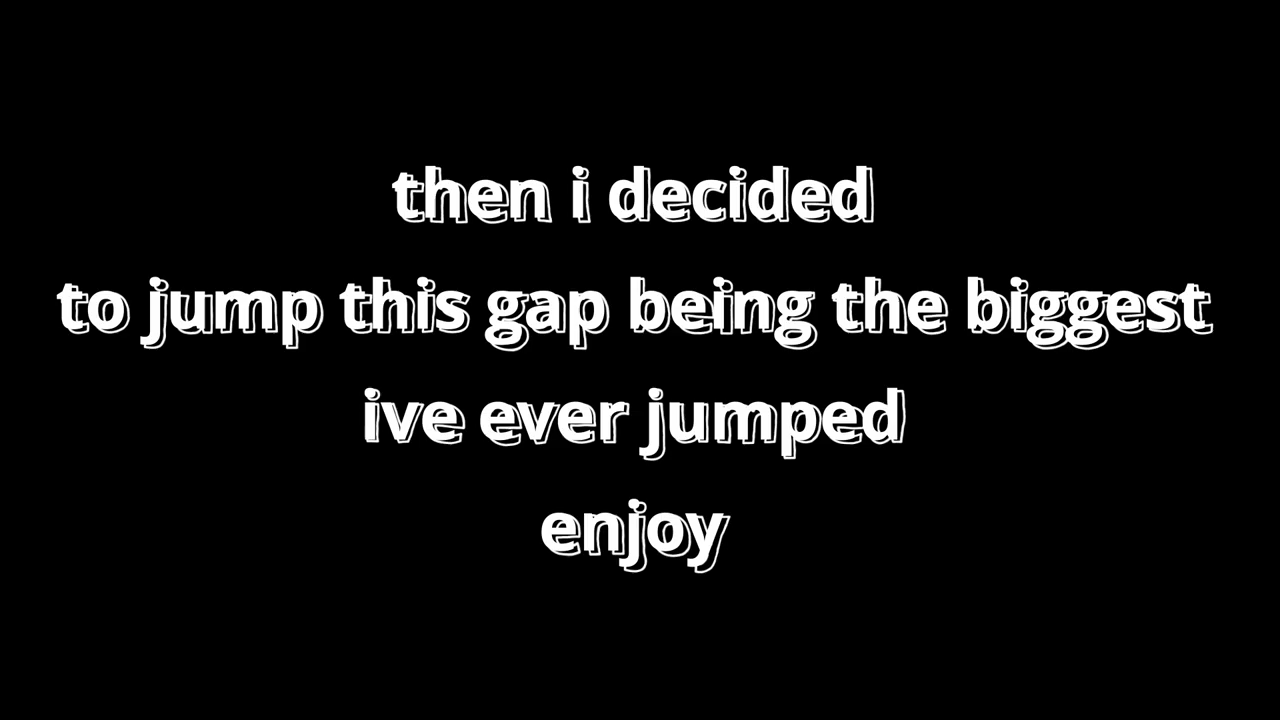 then i decided
to jump this gap being the biggest
ive ever jumped
enjoy